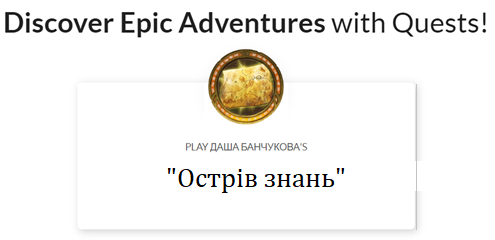 Discover Epic Adventures with Quests!
PLAY ДАША БАНЧУКОВА'S
"Острів знань"